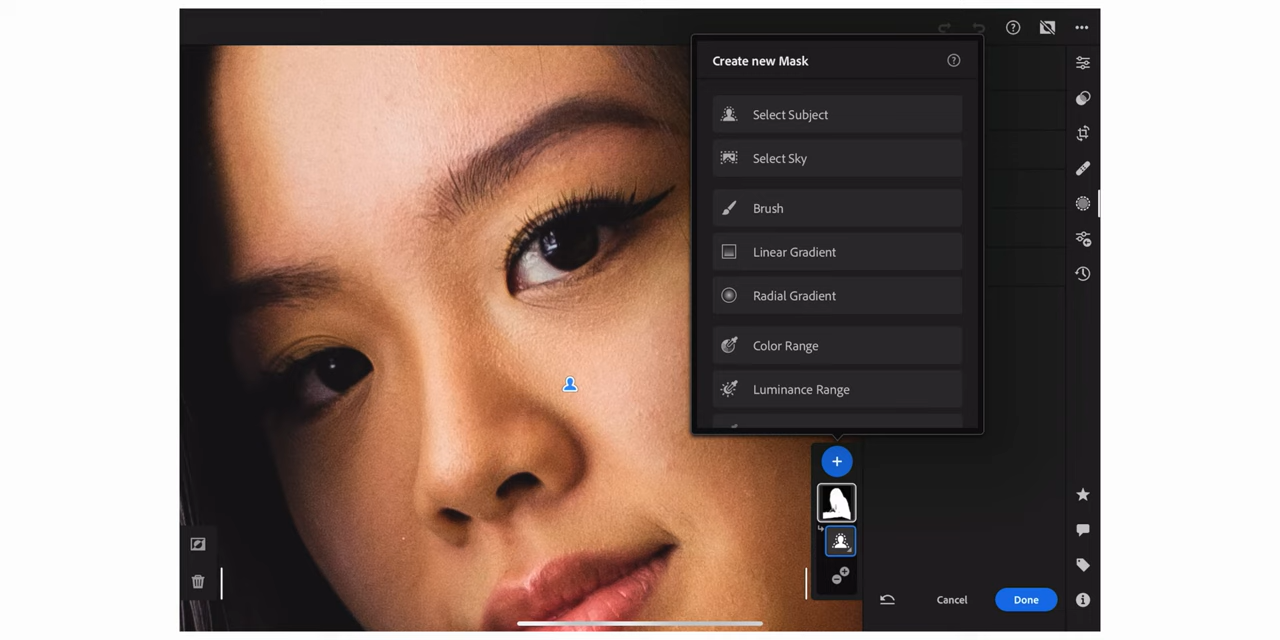 Create new Mask
Select Subject
Select Sky
Brush
Linear Gradient
Radial Gradient
Color Range
Luminance Range
Cancel
Done